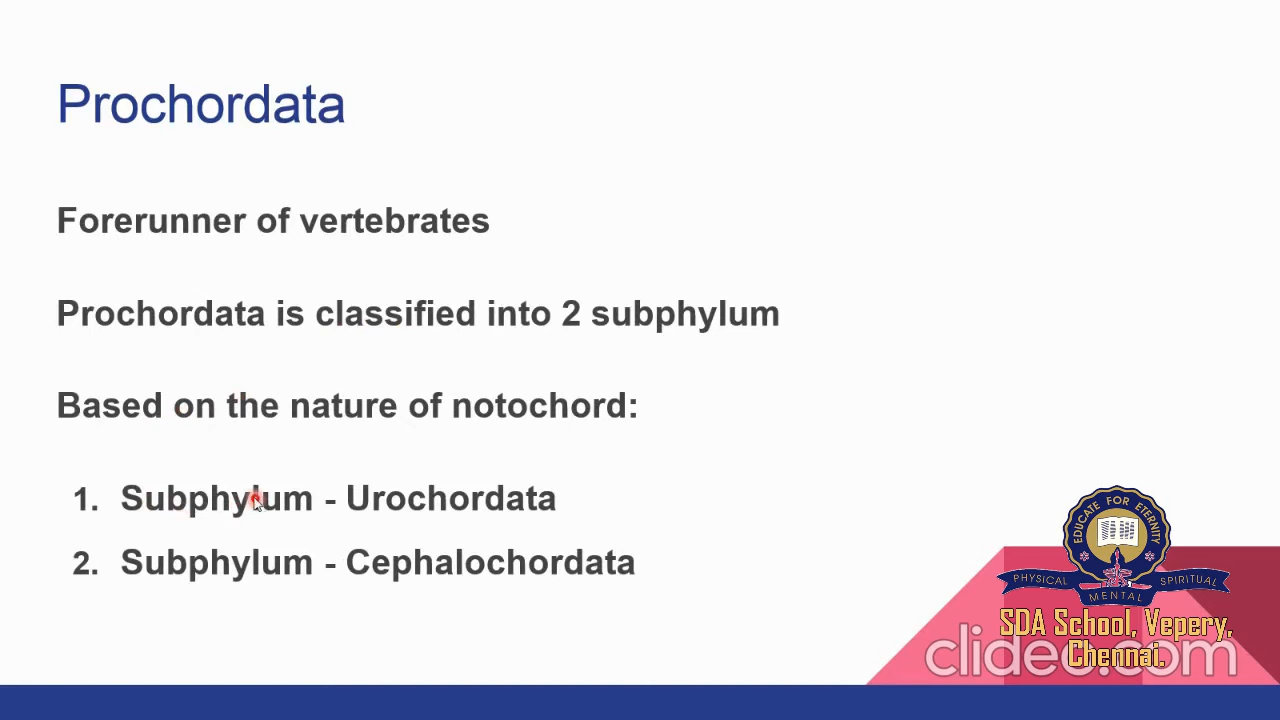 Prochordata
Forerunner of vertebrates
Prochordata is classified into 2 subphylum
Based on the nature of notochord:
1. Subphylum - Urochordata
2. Subphylum - Cephalochordata
EDUCATE FOR ETERNITY
PHYSICAL
MENTAL
SPIRITUAL
SDA School, Vepery,
Chennai.
clideo.com